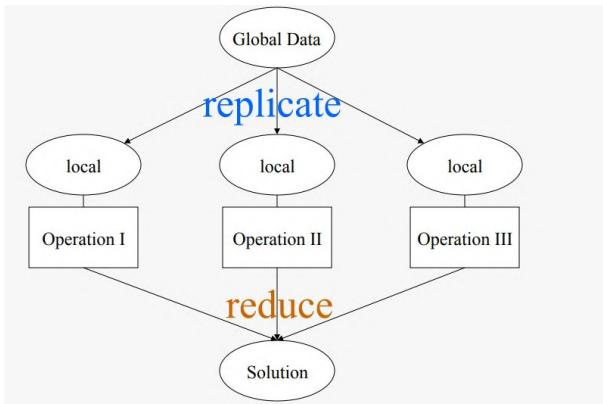 Global Data
replicate
local
local
local
Operation I
Operation II
Operation III
reduce
Solution